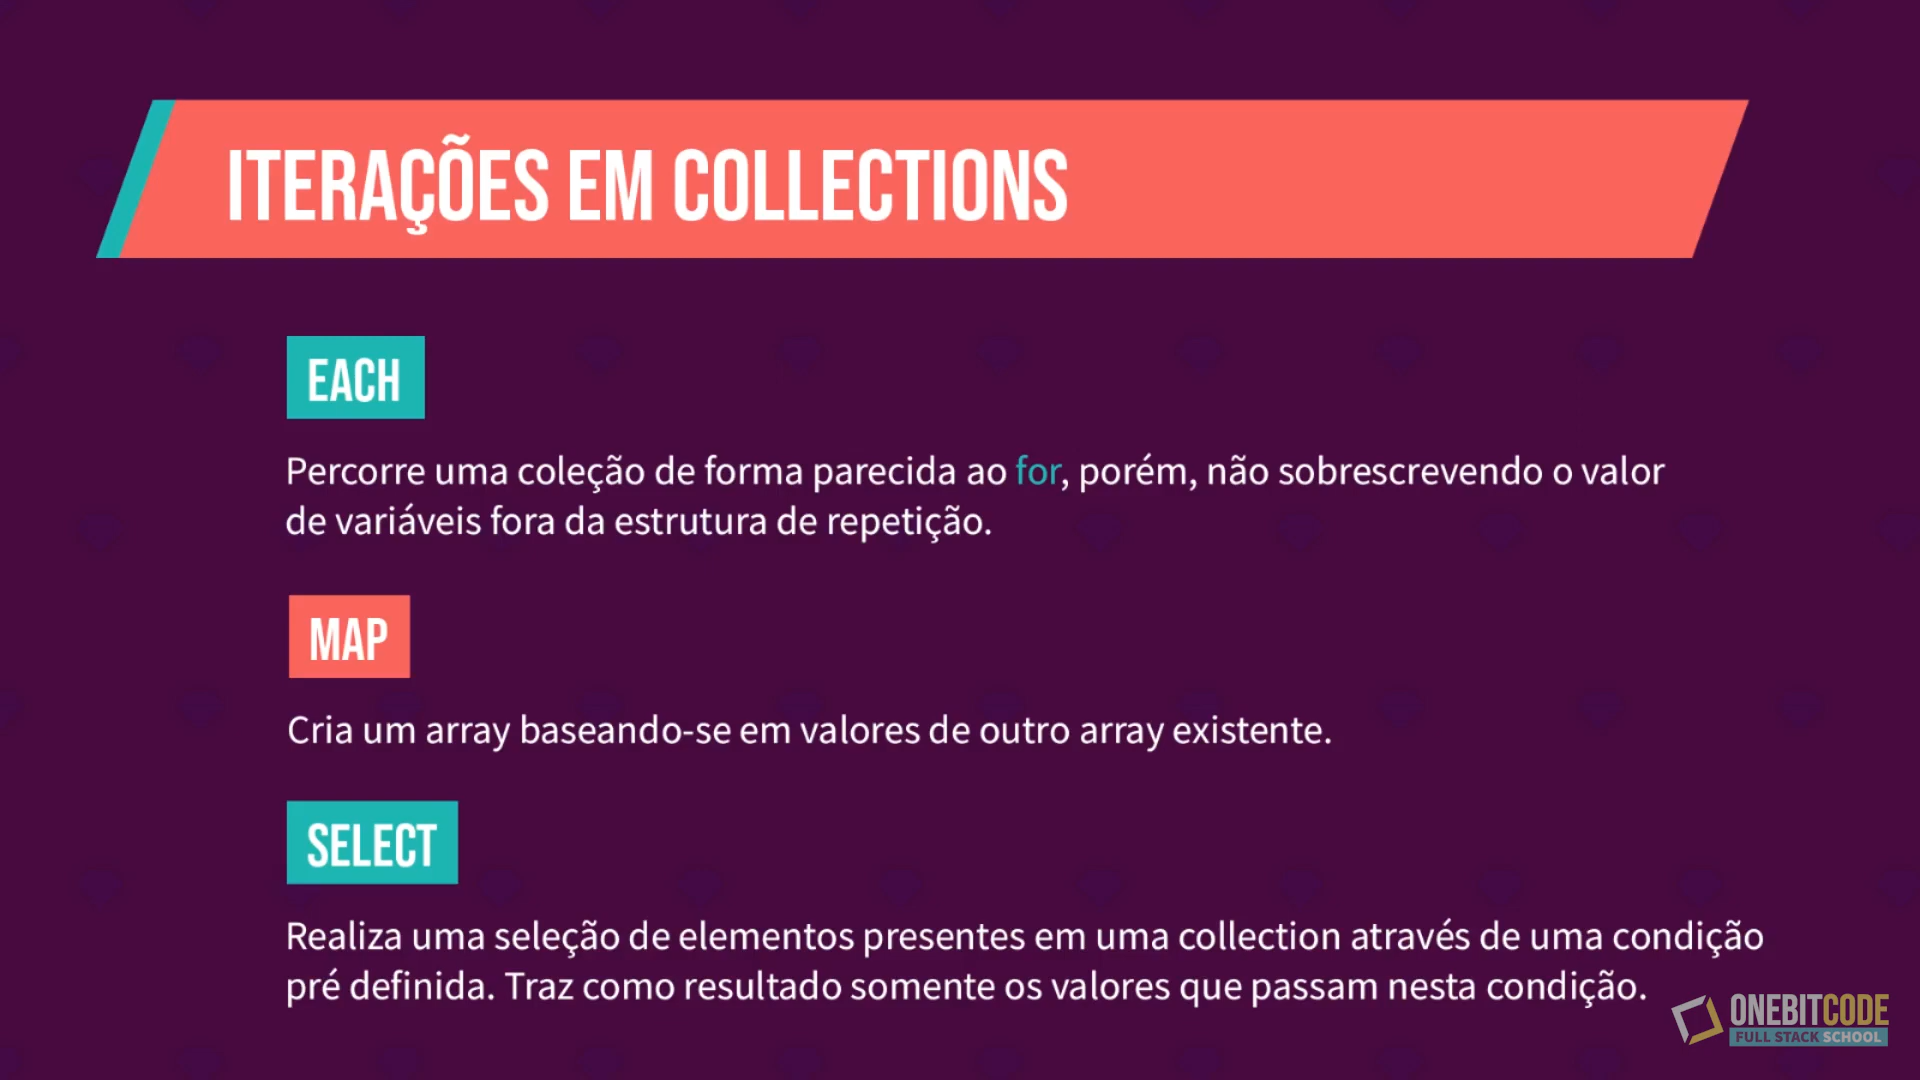 ITERAÇÕES EM COLLECTIONS
EACH
Percorre uma coleção de forma parecida ao for, porém, não sobrescrevendo o valor
de variáveis fora da estrutura de repetição.
MAP
Cria um array baseando-se em valores de outro array existente.
SELECT
Realiza uma seleção de elementos presentes em uma collection através de uma condição
pré definida. Traz como resultado somente os valores que passam nesta condição.
ONEBITCODE
FULL STACK SCHOOL